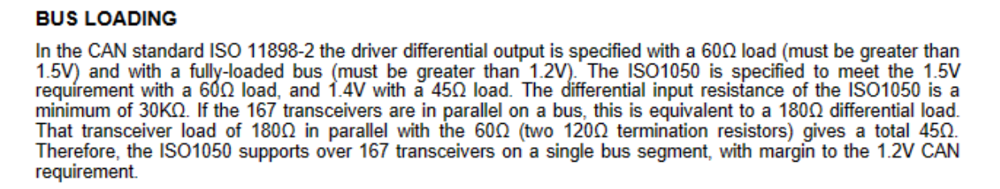 BUS LOADING
In the CAN standard ISO 11898-2 the driver differential output is specified with a 60Ω load (must be greater than
1.5V) and with a fully-loaded bus (must be greater than 1.2V). The ISO1050 is specified to meet the 1.5V
requirement with a 60Ω load, and 1.4V with a 45Ω load. The differential input resistance of the ISO1050 is a
minimum of 30KΩ. If the 167 transceivers are in parallel on a bus, this is equivalent to a 180Ω differential load.
That transceiver load of 180Ω in parallel with the 60Ω (two 120Ω termination resistors) gives a total 45Ω.
Therefore, the ISO1050 supports over 167 transceivers on a single bus segment, with margin to the 1.2V CAN
requirement.